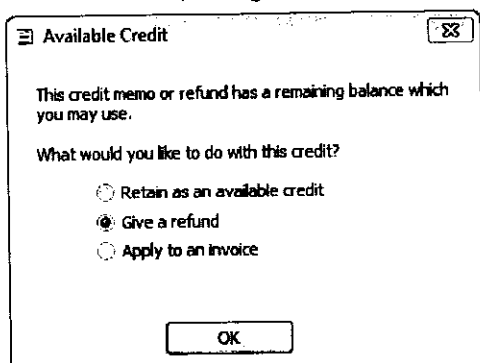 Available Credit
This credit memo or refund has a remaining balance which
you may use.
What would you like to do with this credit?
Retain as an available credit
Give a refund
Apply to an invoice
OK